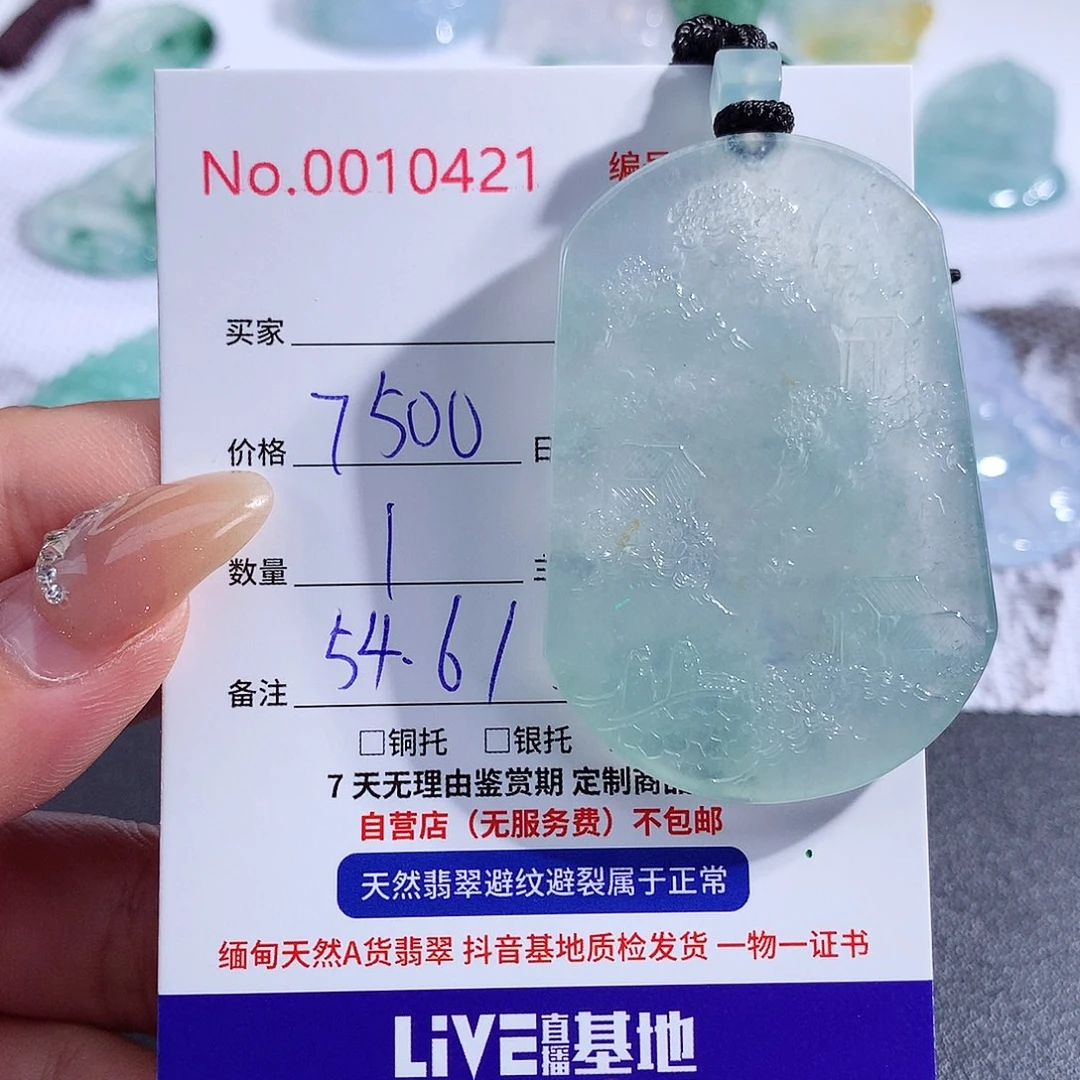 No.0010421 编号
买家
价格 7500 日
数量 1
备注 54.61
□铜托 □银托
7天无理由鉴赏期 定制商品
自营店（无服务费）不包邮
天然翡翠避纹避裂属于正常
缅甸天然A货翡翠 抖音基地质检发货 一物一证书
LiVE直播基地